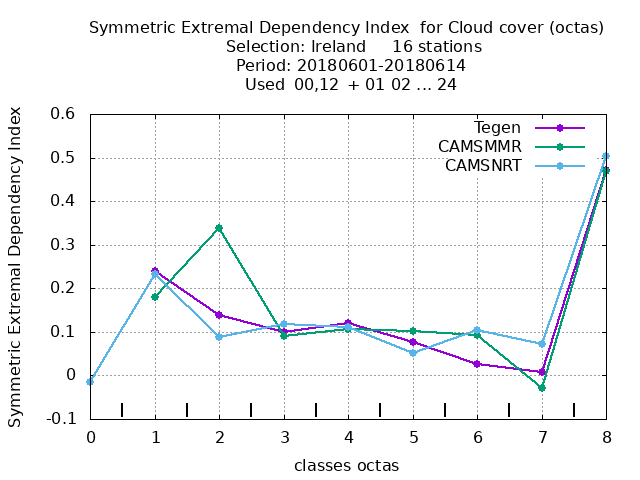 Symmetric Extremal Dependency Index  for Cloud cover (octas)
Selection: Ireland     16 stations
Period: 20180601-20180614
Used  00,12  + 01 02 ... 24
Symmetric Extremal Dependency Index
0.6
0.5
0.4
0.3
0.2
0.1
0
-0.1
Tegen
CAMSMMR
CAMSNRT
0 1 2 3 4 5 6 7 8
classes octas